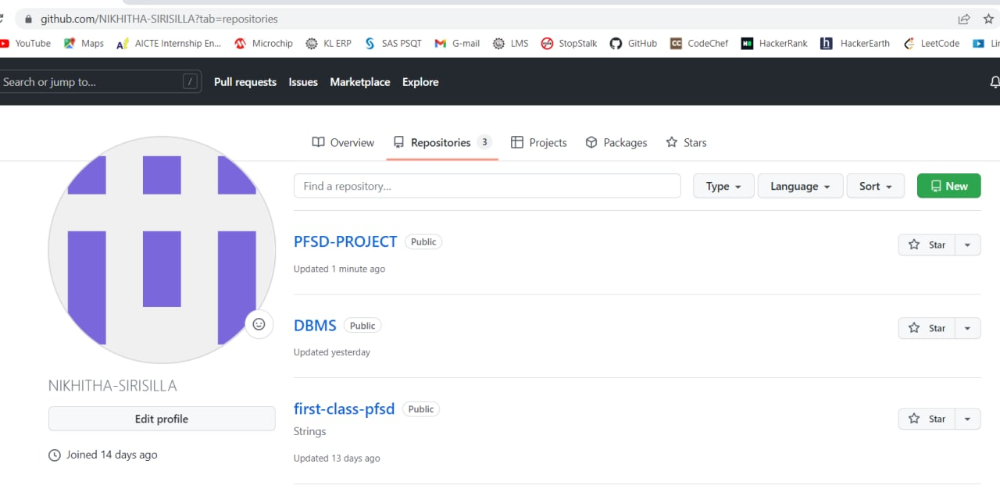 github.com/NIKHITHA-SIRISILLA?tab=repositories
YouTube Maps AICTE Internship En... Microchip KL ERP SAS PSQT G-mail LMS StopStalk GitHub CodeChef HackerRank HackerEarth LeetCode
Search or jump to... / Pull requests Issues Marketplace Explore
Overview Repositories 3 Projects Packages Stars
Find a repository... Type Language Sort New
PFSD-PROJECT Public Star
Updated 1 minute ago
DBMS Public Star
Updated yesterday
NIKHITHA-SIRISILLA
Edit profile
Joined 14 days ago
first-class-pfsd Public Star
Strings
Updated 13 days ago